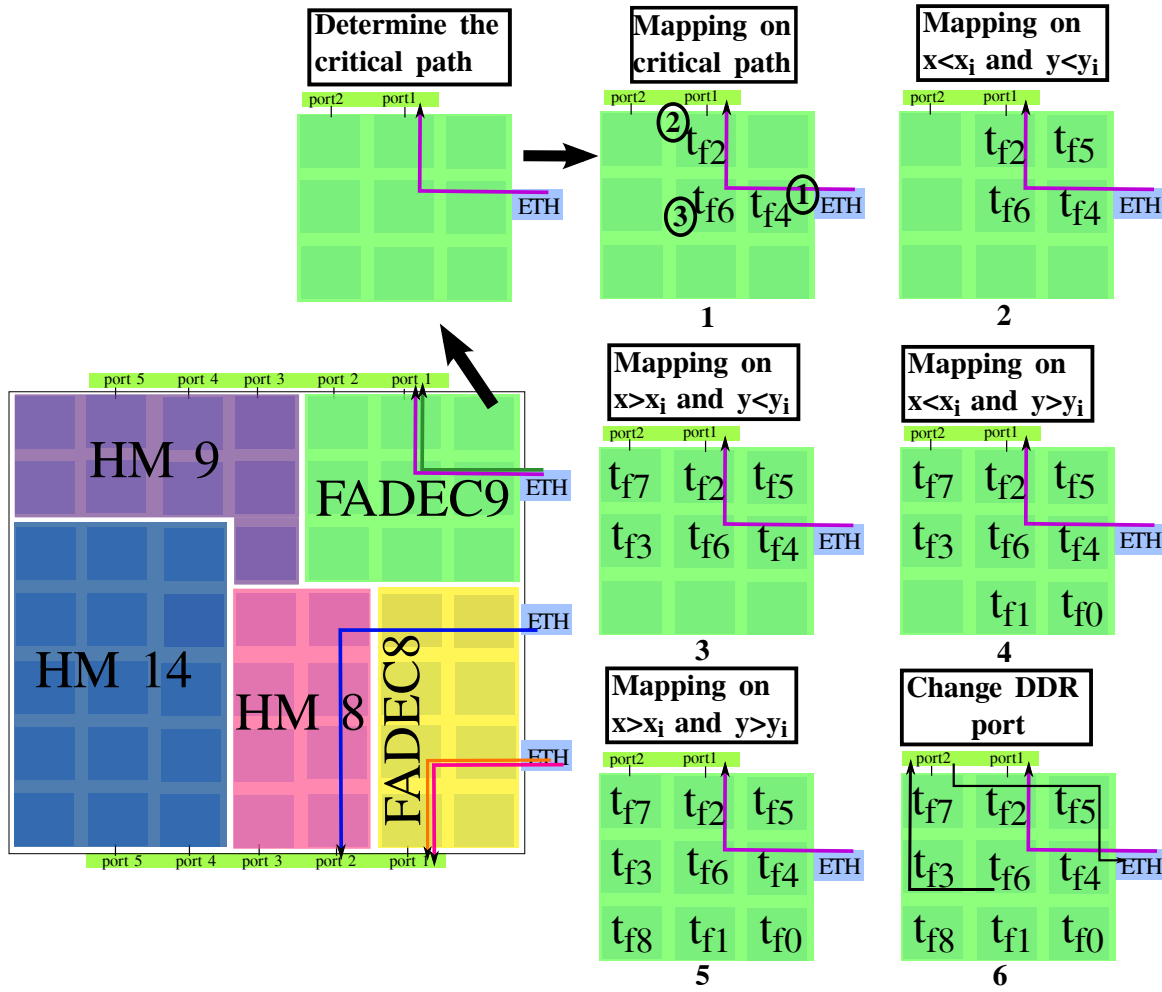 Determine the
critical path
port2 port1
ETH
Mapping on
critical path
port2 port1
2
tf2
3 tf6 tf4 1
ETH
1
Mapping on
x<xi and y<yi
port2 port1
tf2 tf5
tf6 tf4 ETH
2
port 5 port 4 port 3 port 2 port 1
HM 9
FADEC9
ETH
HM 14
HM 8
FADEC8
ETH
ETH
port 5 port 4 port 3 port 2 port 1
Mapping on
x>xi and y<yi
port2 port1
tf7 tf2 tf5
tf3 tf6 tf4 ETH
3
Mapping on
x<xi and y>yi
port2 port1
tf7 tf2 tf5
tf3 tf6 tf4 ETH
tf1 tf0
4
Mapping on
x>xi and y>yi
port2 port1
tf7 tf2 tf5
tf3 tf6 tf4 ETH
tf8 tf1 tf0
5
Change DDR
port
port2 port1
tf7 tf2 tf5
tf3 tf6 tf4 ETH
tf8 tf1 tf0
6